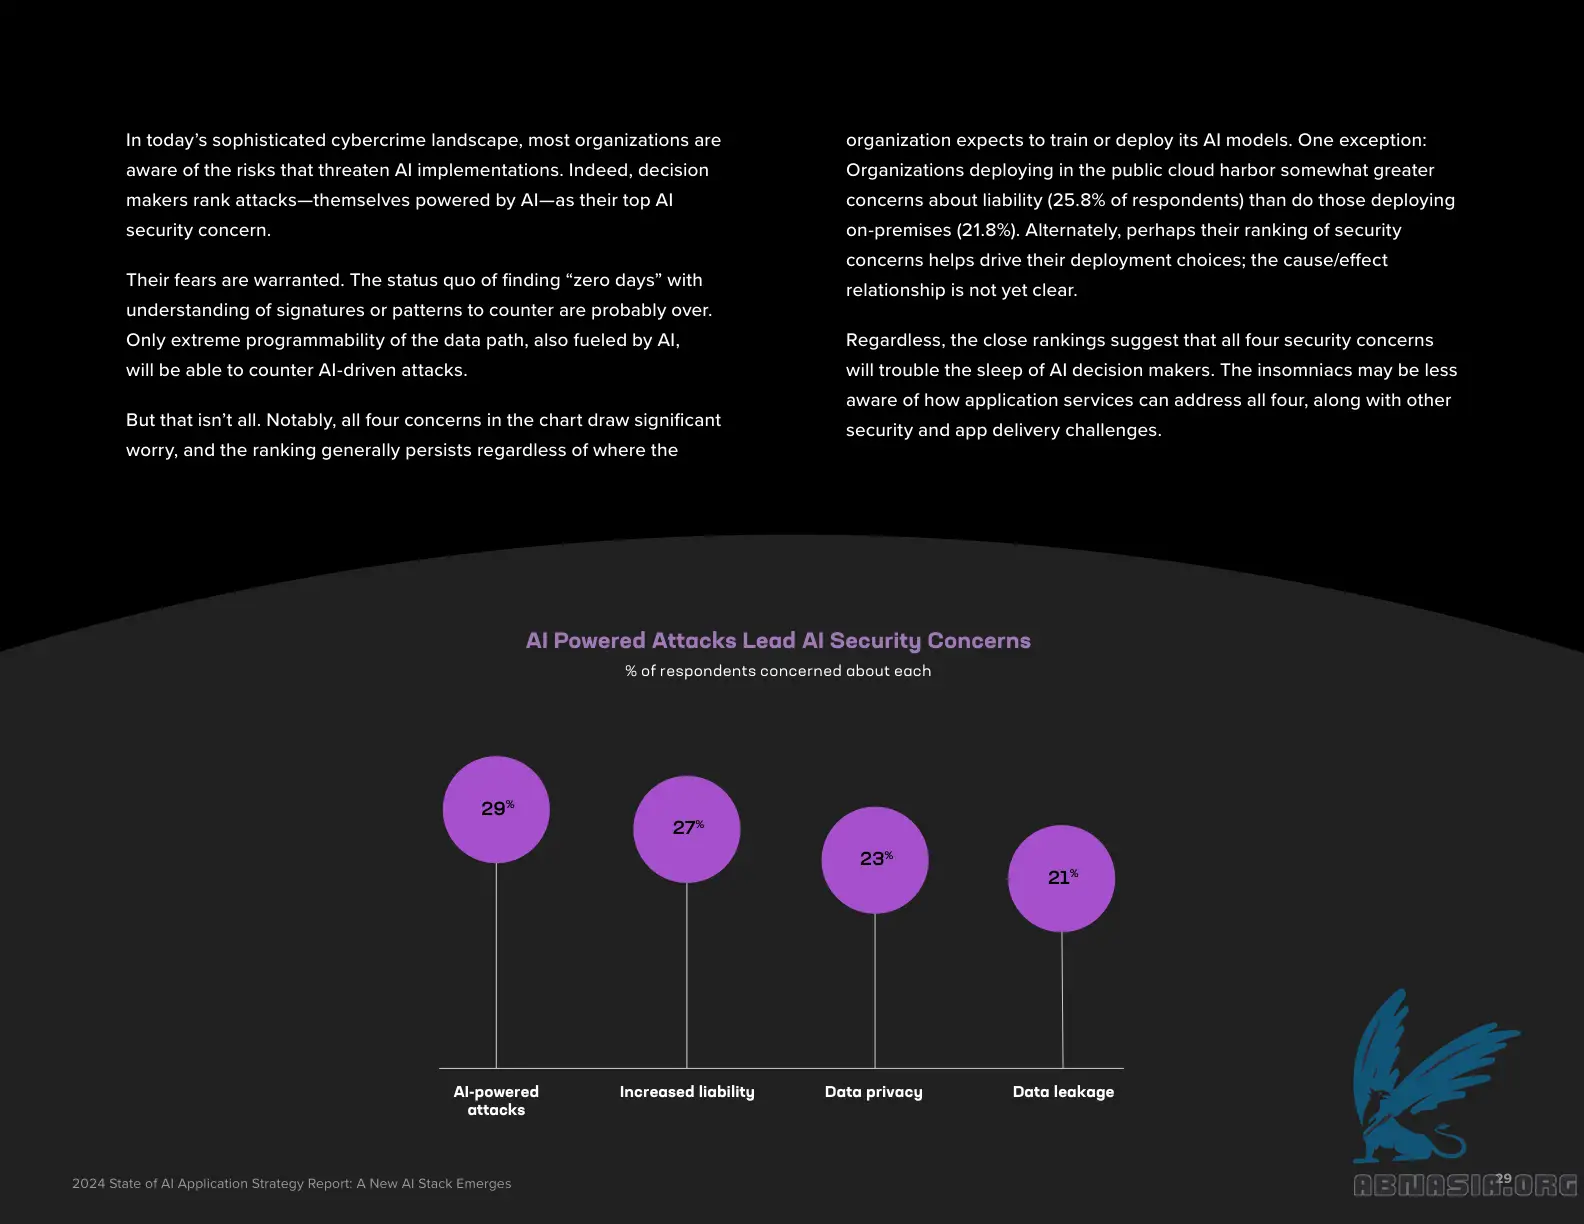 In today’s sophisticated cybercrime landscape, most organizations are
aware of the risks that threaten AI implementations. Indeed, decision
makers rank attacks—themselves powered by AI—as their top AI
security concern.
Their fears are warranted. The status quo of finding “zero days” with
understanding of signatures or patterns to counter are probably over.
Only extreme programmability of the data path, also fueled by AI,
will be able to counter AI-driven attacks.
But that isn’t all. Notably, all four concerns in the chart draw significant
worry, and the ranking generally persists regardless of where the
organization expects to train or deploy its AI models. One exception:
Organizations deploying in the public cloud harbor somewhat greater
concerns about liability (25.8% of respondents) than do those deploying
on-premises (21.8%). Alternately, perhaps their ranking of security
concerns helps drive their deployment choices; the cause/effect
relationship is not yet clear.
Regardless, the close rankings suggest that all four security concerns
will trouble the sleep of AI decision makers. The insomniacs may be less
aware of how application services can address all four, along with other
security and app delivery challenges.
AI Powered Attacks Lead AI Security Concerns
% of respondents concerned about each
29%
27%
23%
21%
AI-powered
attacks
Increased liability
Data privacy
Data leakage
2024 State of AI Application Strategy Report: A New AI Stack Emerges
29
ABNASIA.ORG